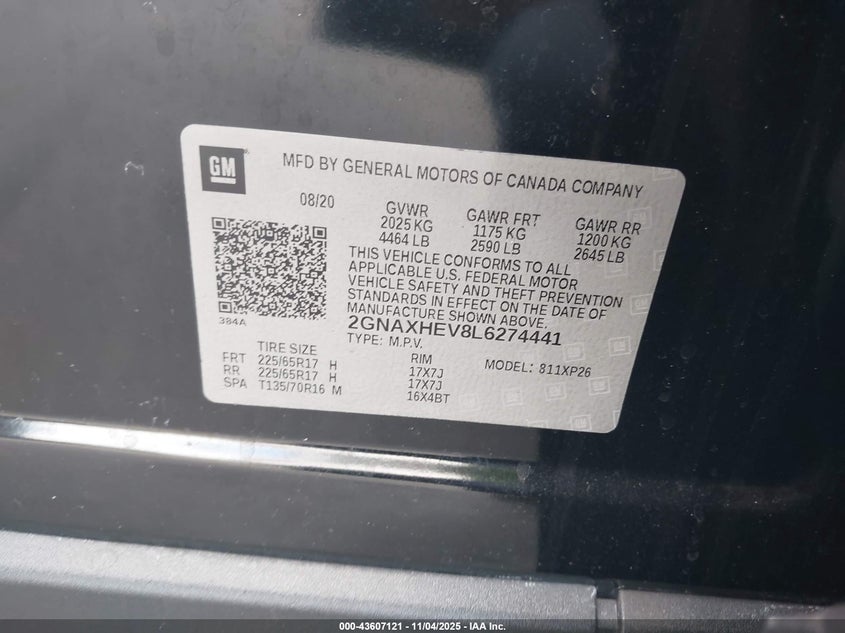 GM
MFD BY GENERAL MOTORS OF CANADA COMPANY
08/20
GVWR GAWR FRT GAWR RR
2025 KG 1175 KG 1200 KG
4464 LB 2590 LB 2645 LB
THIS VEHICLE CONFORMS TO ALL
APPLICABLE U.S. FEDERAL MOTOR
VEHICLE SAFETY AND THEFT PREVENTION
STANDARDS IN EFFECT ON THE DATE OF
MANUFACTURE SHOWN ABOVE.
384A
2GNAXHEV8L6274441
TYPE: M.P.V.
TIRE SIZE RIM MODEL: 811XP26
FRT 225/65R17 H 17X7J
RR 225/65R17 H 17X7J
SPA T135/70R16 M 16X4BT
000-43607121 - 11/04/2025 - IAA Inc.